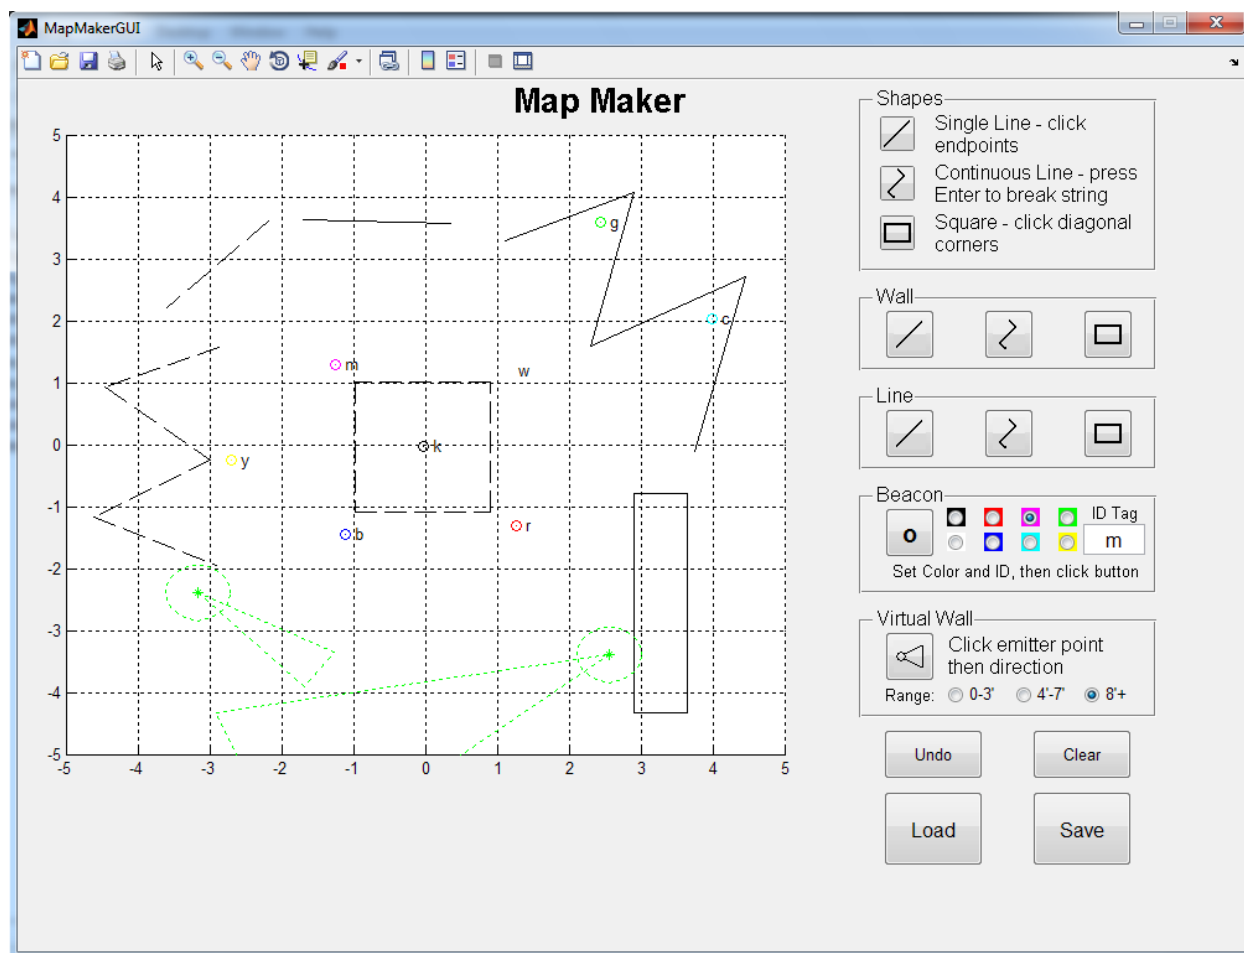 MapMakerGUI
Map Maker
5
4
3
2
1
0
-1
-2
-3
-4
-5
-5
-4
-3
-2
-1
0
1
2
3
4
5
g
c
m
w
k
y
b
r
Shapes
Single Line - click
endpoints
Continuous Line - press
Enter to break string
Square - click diagonal
corners
Wall
Line
Beacon
ID Tag
o
m
Set Color and ID, then click button
Virtual Wall
Click emitter point
then direction
Range: 0-3' 4'-7' 8'+
Undo
Clear
Load
Save